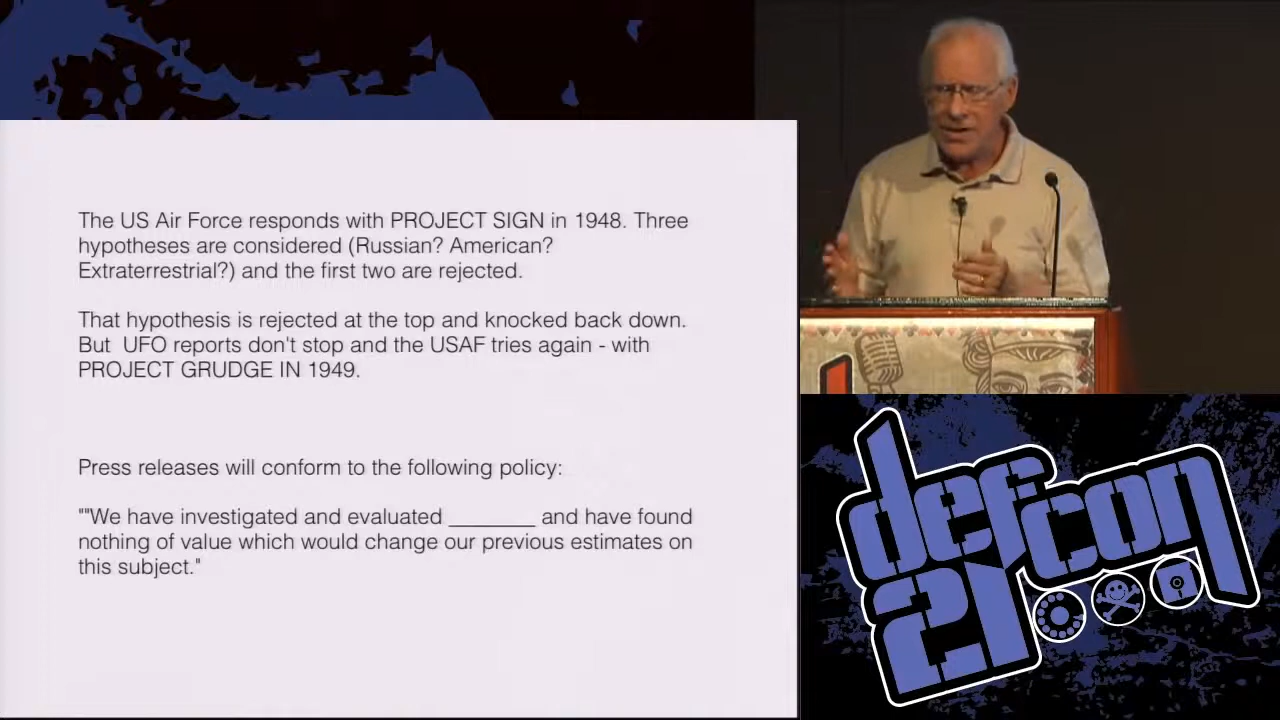 The US Air Force responds with PROJECT SIGN in 1948. Three
hypotheses are considered (Russian? American?
Extraterrestrial?) and the first two are rejected.
That hypothesis is rejected at the top and knocked back down.
But  UFO reports don't stop and the USAF tries again - with
PROJECT GRUDGE IN 1949.
Press releases will conform to the following policy:
""We have investigated and evaluated ________ and have found
nothing of value which would change our previous estimates on
this subject."
defcon
21